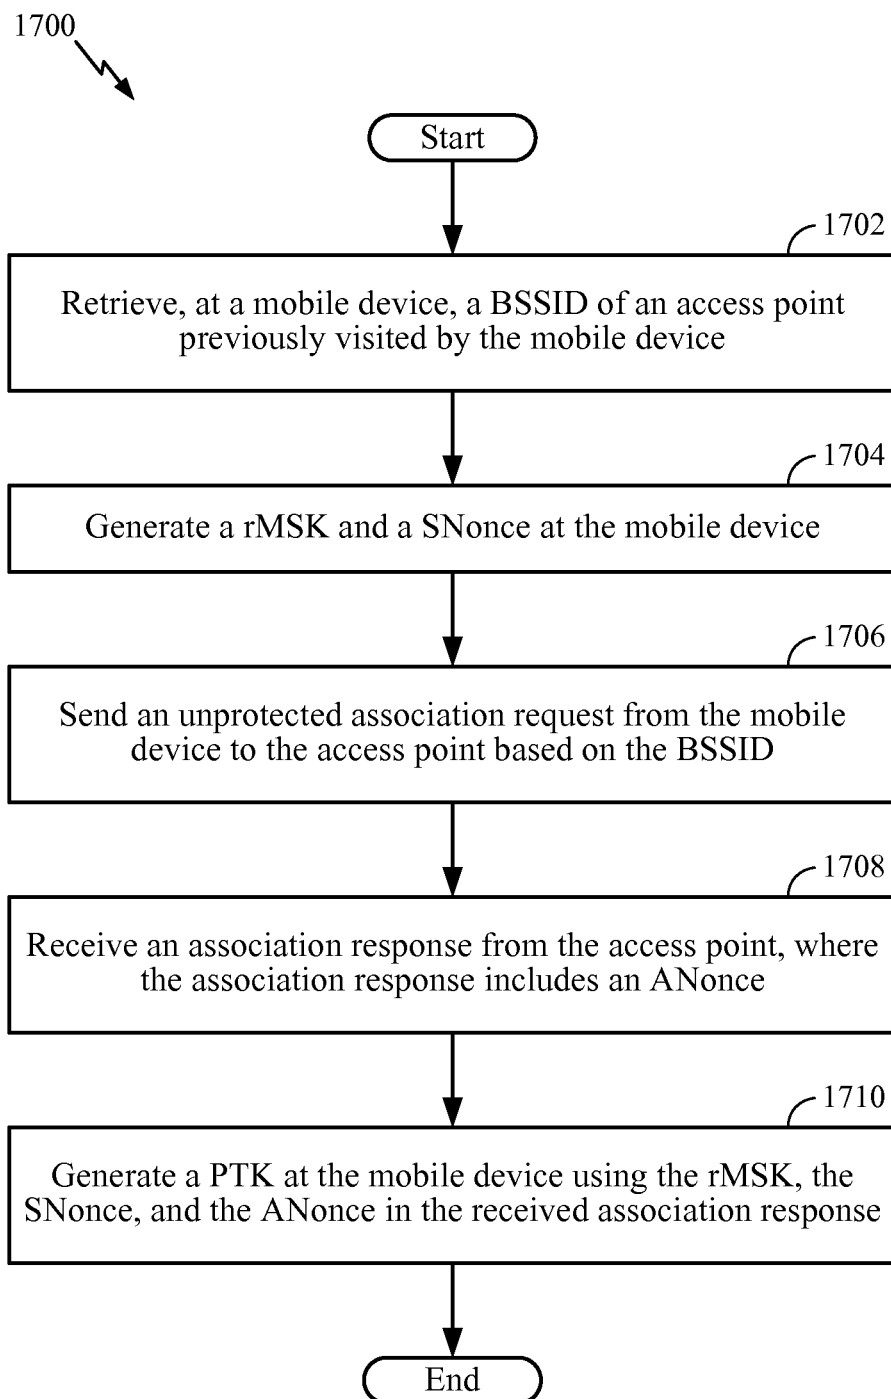 1700
Start
1702
Retrieve, at a mobile device, a BSSID of an access point
previously visited by the mobile device
1704
Generate a rMSK and a SNonce at the mobile device
1706
Send an unprotected association request from the mobile
device to the access point based on the BSSID
1708
Receive an association response from the access point, where
the association response includes an ANonce
1710
Generate a PTK at the mobile device using the rMSK, the
SNonce, and the ANonce in the received association response
End